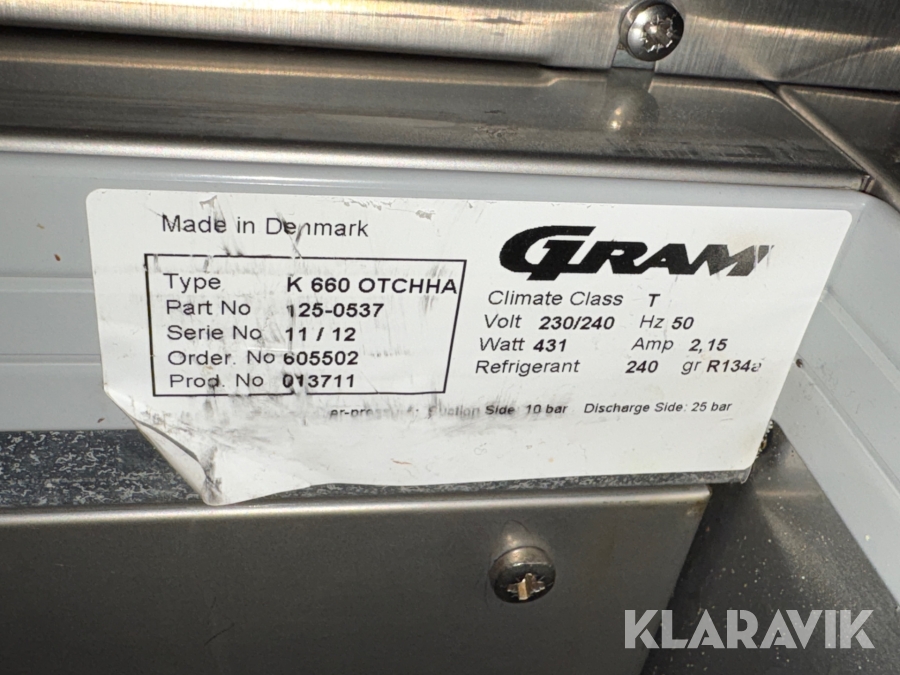 Made in Denmark
GRAM
Type K 660 OTCHHA
Part No 125-0537
Serie No 11 / 12
Order. No 605502
Prod. No 013711
Climate Class T
Volt 230/240 Hz 50
Watt 431 Amp 2,15
Refrigerant 240 gr R134a
Side: 10 bar Discharge Side: 25 bar
KLARAVIK